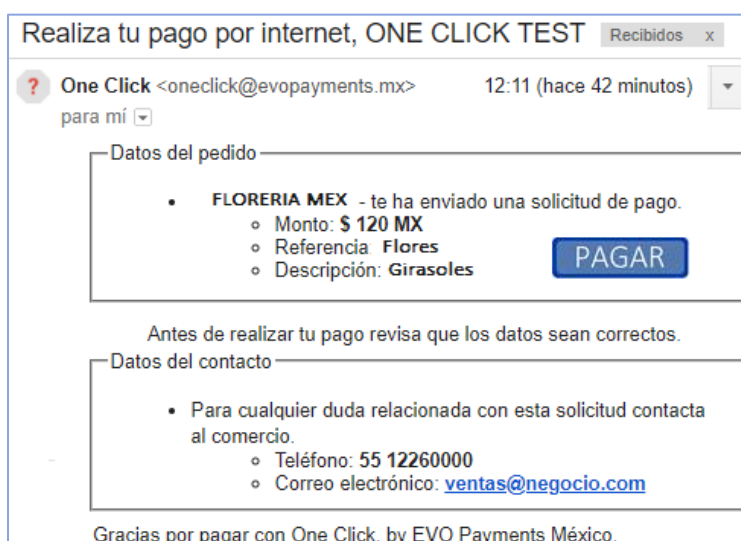 Realiza tu pago por internet, ONE CLICK TEST Recibidos x
? One Click <oneclick@evopayments.mx> 12:11 (hace 42 minutos)
para mí
Datos del pedido
• FLORERIA MEX - te ha enviado una solicitud de pago.
◦ Monto: $ 120 MX
◦ Referencia: Flores
◦ Descripción: Girasoles
PAGAR
Antes de realizar tu pago revisa que los datos sean correctos.
Datos del contacto
• Para cualquier duda relacionada con esta solicitud contacta
al comercio.
◦ Teléfono: 55 12260000
◦ Correo electrónico: ventas@negocio.com
Gracias por pagar con One Click, by EVO Payments México.